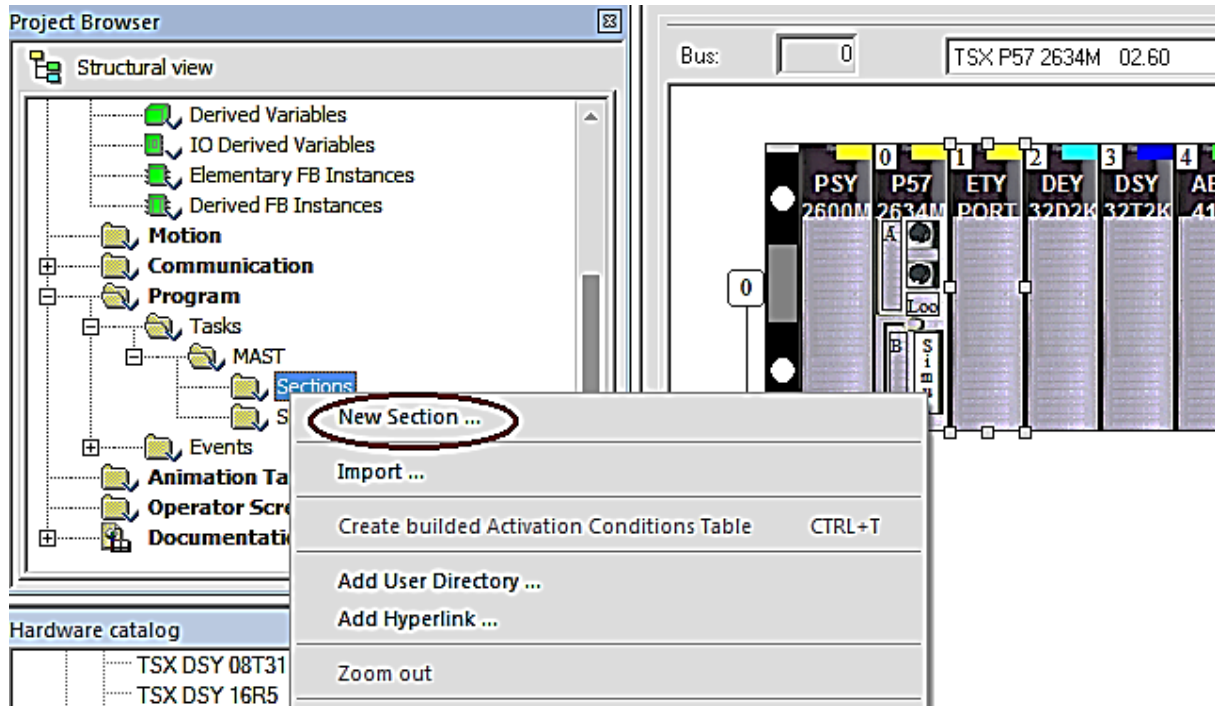 Project Browser
Structural view
Derived Variables
IO Derived Variables
Elementary FB Instances
Derived FB Instances
Motion
Communication
Program
Tasks
MAST
Sections
S
Events
Animation Ta
Operator Scre
Documentati
Hardware catalog
TSX DSY 08T31
TSX DSY 16R5
New Section ...
Import ...
Create builded Activation Conditions Table CTRL+T
Add User Directory ...
Add Hyperlink ...
Zoom out
Bus: 0 TSX P57 2634M 02.60
0 1 2 3 4
PSY P57 ETY DEY DSY AE
2600M 2634M PORT 32D2K 32T2K 41
A
0
Loo
B S
i
m